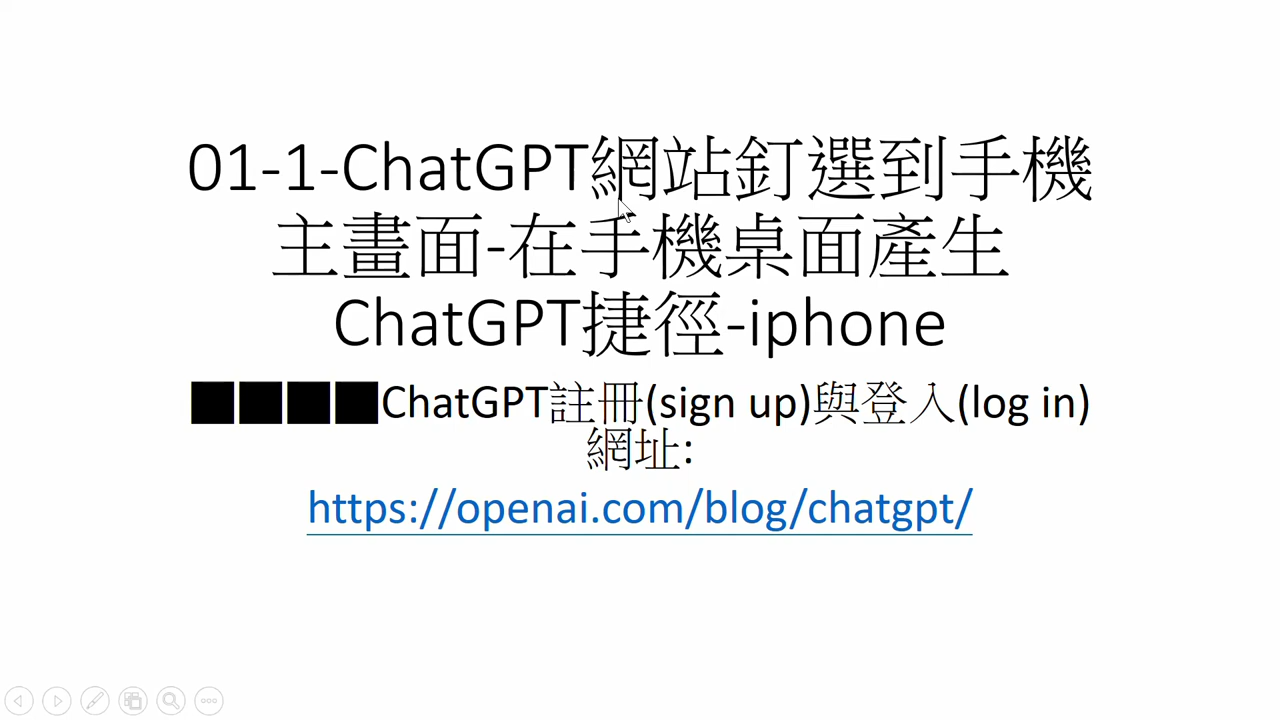 01-1-ChatGPT網站釘選到手機
主畫面-在手機桌面產生
ChatGPT捷徑-iphone
■■■■ChatGPT註冊(sign up)與登入(log in)
網址:
https://openai.com/blog/chatgpt/